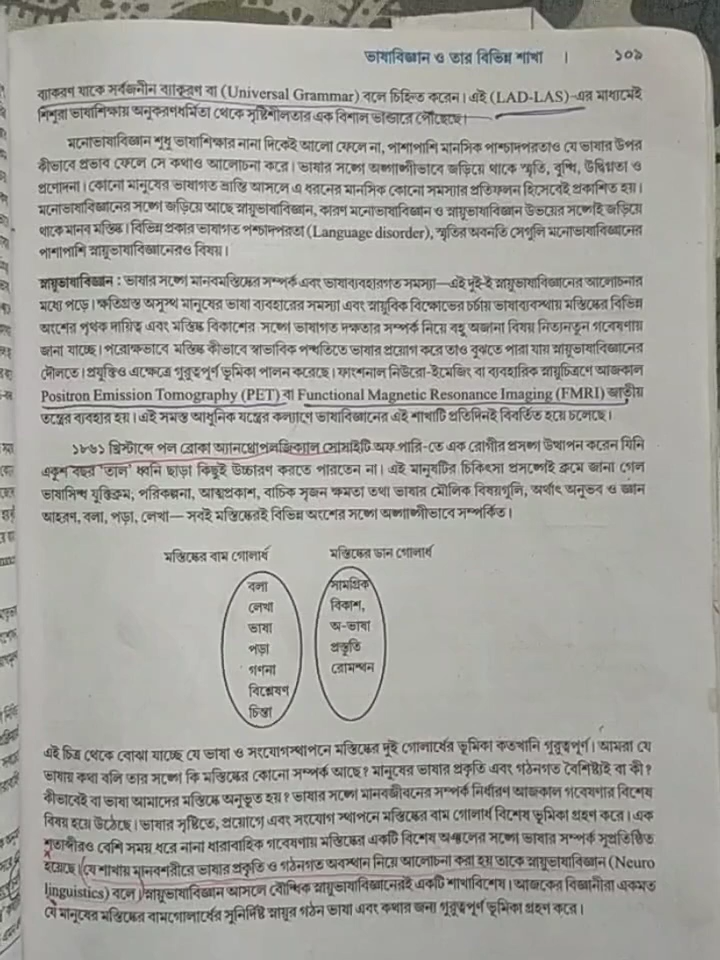 ভাষাবিজ্ঞান ও তার বিভিন্ন শাখা । ১০৯
ব্যাকরণ যাকে সর্বজনীন ব্যাকরণ বা (Universal Grammar) বলে চিহ্নিত করেন। এই (LAD-LAS)-এর মাধ্যমেই
শিশুরা ভাষাশিক্ষায় অনুকরণধর্মিতা থেকে সৃষ্টিশীলতার এক বিশাল ভান্ডারে পৌঁছেছে।
মনোভাষাবিজ্ঞান শুধু ভাষাশিক্ষার নানা দিকেই আলো ফেলে না, পাশাপাশি মানসিক পশ্চাদপরতাও যে ভাষার উপর
কীভাবে প্রভাব ফেলে সে কথাও আলোচনা করে। ভাষার সঙ্গে অঙ্গাঙ্গীভাবে জড়িয়ে থাকে স্মৃতি, বুদ্ধি, উদ্বিগ্নতা ও
প্রণোদনা। কোনো মানুষের ভাষাগত ভ্রান্তি আসলে এ ধরনের মানসিক কোনো সমস্যার প্রতিফলন হিসেবেই প্রকাশিত হয়।
মনোভাষাবিজ্ঞানের সঙ্গে জড়িয়ে আছে স্নায়ুভাষাবিজ্ঞান, কারণ মনোভাষাবিজ্ঞান ও স্নায়ুভাষাবিজ্ঞান উভয়ের সঙ্গেই জড়িয়ে
থাকে মানব মস্তিষ্ক। বিভিন্ন প্রকার ভাষাগত পশ্চাদপরতা (Language disorder), স্মৃতির অবনতি সেগুলি মনোভাষাবিজ্ঞানের
পাশাপাশি স্নায়ুভাষাবিজ্ঞানেরও বিষয়।
স্নায়ুভাষাবিজ্ঞান : ভাষার সঙ্গে মানবমস্তিষ্কের সম্পর্ক এবং ভাষাব্যবহারগত সমস্যা—এই দুই-ই স্নায়ুভাষাবিজ্ঞানের আলোচনার
মধ্যে পড়ে। ক্ষতিগ্রস্ত অসুস্থ মানুষের ভাষা ব্যবহারের সমস্যা এবং স্নায়ুবিক বিক্ষোভের চর্চায় ভাষাব্যবস্থায় মস্তিষ্কের বিভিন্ন
অংশের পৃথক দায়িত্ব এবং মস্তিষ্ক বিকাশের সঙ্গে ভাষাগত দক্ষতার সম্পর্ক নিয়ে বহু অজানা বিষয় নিত্যনতুন গবেষণায়
জানা যাচ্ছে। পরোক্ষভাবে মস্তিষ্ক কীভাবে স্বাভাবিক পদ্ধতিতে ভাষার প্রয়োগ করে তাও বুঝতে পারা যায় স্নায়ুভাষাবিজ্ঞানের
দৌলতে। প্রযুক্তিও এক্ষেত্রে গুরুত্বপূর্ণ ভূমিকা পালন করেছে। ফাংশনাল নিউরো-ইমেজিং বা ব্যবহারিক স্নায়ুচিত্রণে আজকাল
Positron Emission Tomography (PET) বা Functional Magnetic Resonance Imaging (FMRI) জাতীয়
তন্ত্রের ব্যবহার হয়। এই সমস্ত আধুনিক যন্ত্রের কল্যাণে ভাষাবিজ্ঞানের এই শাখাটি প্রতিদিনই বিবর্তিত হয়ে চলেছে।
১৮৬১ খ্রিস্টাব্দে পল ব্রোকা অ্যানথ্রোপলজিক্যাল সোসাইটি অফ পারি-তে এক রোগীর প্রসঙ্গ উত্থাপন করেন যিনি
একুশ বছর 'তাল' ধ্বনি ছাড়া কিছুই উচ্চারণ করতে পারতেন না। এই মানুষটির চিকিৎসা প্রসঙ্গেই ক্রমে জানা গেল
ভাষাসিদ্ধ যুক্তিক্রম; পরিকল্পনা, আত্মপ্রকাশ, বাচিক সৃজন ক্ষমতা তথা ভাষার মৌলিক বিষয়গুলি, অর্থাৎ অনুভব ও জ্ঞান
আহরণ, বলা, পড়া, লেখা— সবই মস্তিষ্কেরই বিভিন্ন অংশের সঙ্গে অঙ্গাঙ্গীভাবে সম্পর্কিত।
মস্তিষ্কের বাম গোলার্ধ
বলা
লেখা
ভাষা
পড়া
গণনা
বিশ্লেষণ
চিন্তা
মস্তিষ্কের ডান গোলার্ধ
সামগ্রিক
বিকাশ,
অ-ভাষা
প্রস্তুতি
রোমন্থন
এই চিত্র থেকে বোঝা যাচ্ছে যে ভাষা ও সংযোগস্থাপনে মস্তিষ্কের দুই গোলার্ধের ভূমিকা কতখানি গুরুত্বপূর্ণ। আমরা যে
ভাষায় কথা বলি তার সঙ্গে কি মস্তিষ্কের কোনো সম্পর্ক আছে? মানুষের ভাষার প্রকৃতি এবং গঠনগত বৈশিষ্ট্যই বা কী?
কীভাবেই বা ভাষা আমাদের মস্তিষ্কে অনুভূত হয়? ভাষার সঙ্গে মানবজীবনের সম্পর্ক নির্ধারণ আজকাল গবেষণার বিশেষ
বিষয় হয়ে উঠেছে। ভাষার সৃষ্টিতে, প্রয়োগে এবং সংযোগ স্থাপনে মস্তিষ্কের বাম গোলার্ধ বিশেষ ভূমিকা গ্রহণ করে। এক
শতাব্দীরও বেশি সময় ধরে নানা ধারাবাহিক গবেষণায় মস্তিষ্কের একটি বিশেষ অঞ্চলের সঙ্গে ভাষার সম্পর্ক সুপ্রতিষ্ঠিত
হয়েছে। যে শাখায় মানবশরীরে ভাষার প্রকৃতি ও গঠনগত অবস্থান নিয়ে আলোচনা করা হয় তাকে স্নায়ুভাষাবিজ্ঞান (Neuro
linguistics) বলে। স্নায়ুভাষাবিজ্ঞান আসলে বৌধিক স্নায়ুভাষাবিজ্ঞানেরই একটি শাখাবিশেষ। আজকের বিজ্ঞানীরা একমত
যে মানুষের মস্তিষ্কের বামগোলার্ধের সুনির্দিষ্ট স্নায়ুর গঠন ভাষা এবং কথার জন্য গুরুত্বপূর্ণ ভূমিকা গ্রহণ করে।